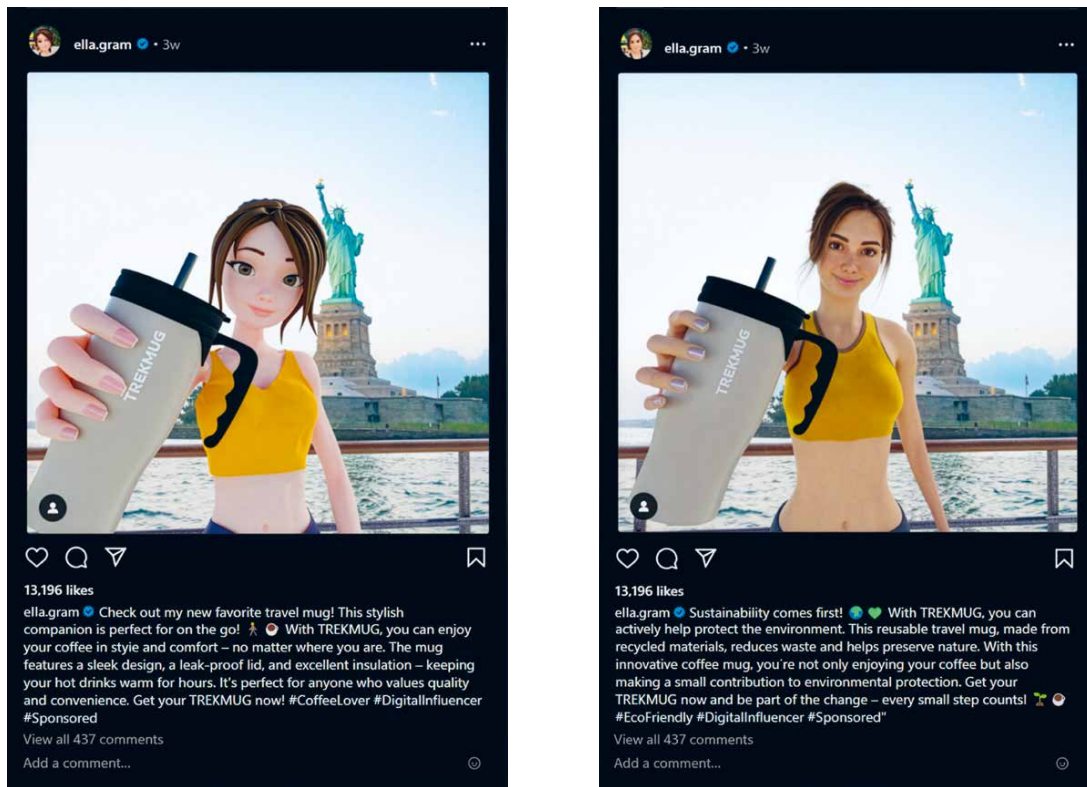 ella.gram • 3w
TREKMUG
13,196 likes
ella.gram Check out my new favorite travel mug! This stylish
companion is perfect for on the go! 🚶 ☕ With TREKMUG, you can enjoy
your coffee in style and comfort – no matter where you are. The mug
features a sleek design, a leak-proof lid, and excellent insulation – keeping
your hot drinks warm for hours. It's perfect for anyone who values quality
and convenience. Get your TREKMUG now! #CoffeeLover #DigitalInfluencer
#Sponsored
View all 437 comments
Add a comment...
ella.gram • 3w
TREKMUG
13,196 likes
ella.gram Sustainability comes first! 🌍 💚 With TREKMUG, you can
actively help protect the environment. This reusable travel mug, made from
recycled materials, reduces waste and helps preserve nature. With this
innovative coffee mug, you're not only enjoying your coffee but also
making a small contribution to environmental protection. Get your
TREKMUG now and be part of the change – every small step counts! 🌱 ☕
#EcoFriendly #DigitalInfluencer #Sponsored"
View all 437 comments
Add a comment...